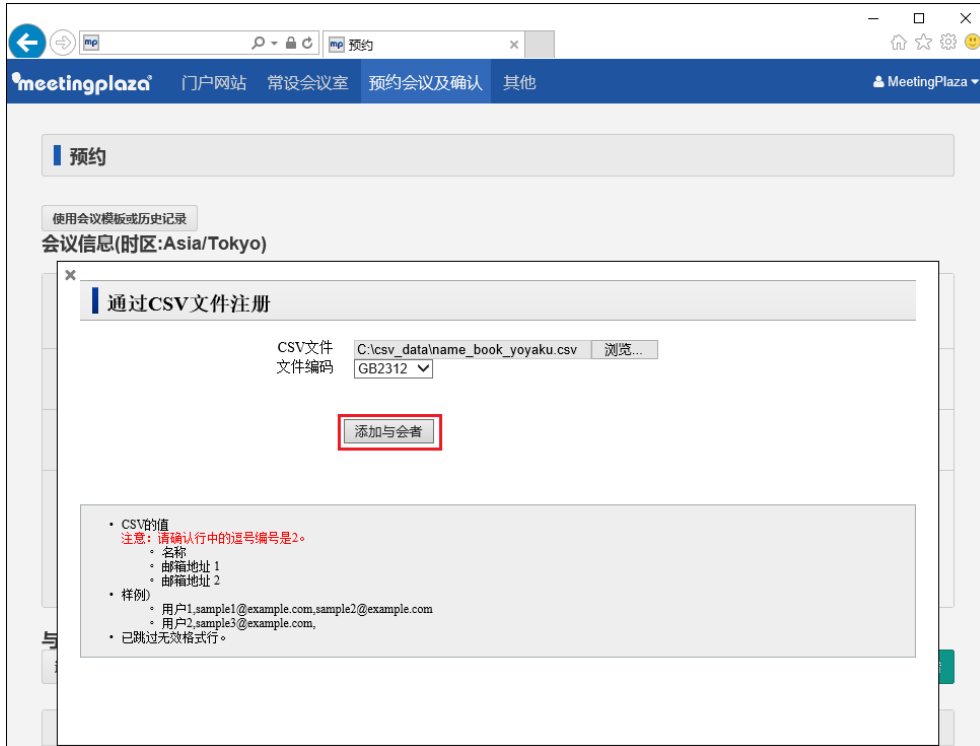 mp
mp 预约
meetingplaza 门户网站 常设会议室 预约会议及确认 其他 MeetingPlaza
预约
使用会议模板或历史记录
会议信息(时区:Asia/Tokyo)
通过CSV文件注册
CSV文件 C:\csv_data\name_book_yoyaku.csv 浏览...
文件编码 GB2312
添加与会者
• CSV的值
注意：请确认行中的逗号编号是2。
◦ 名称
◦ 邮箱地址 1
◦ 邮箱地址 2
• 样例)
◦ 用户1,sample1@example.com,sample2@example.com
◦ 用户2,sample3@example.com,
• 已跳过无效格式行。
与